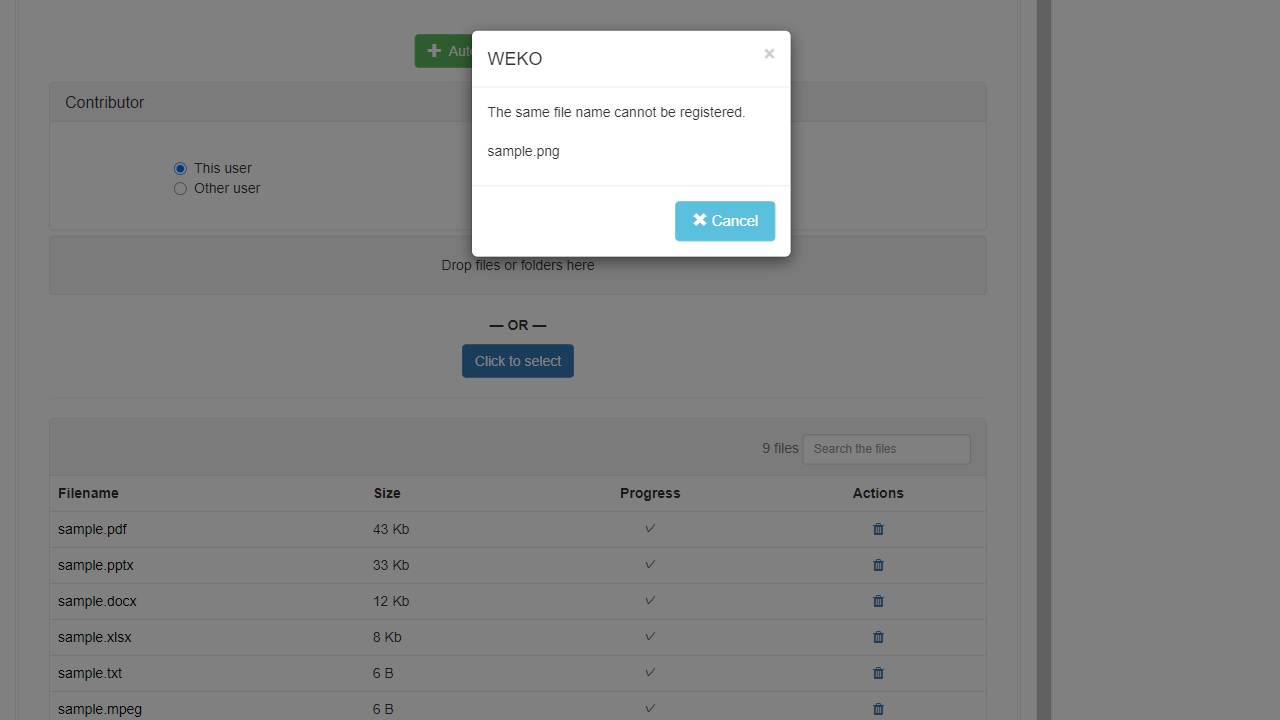 WEKO ×
The same file name cannot be registered.
sample.png
Cancel
Contributor
This user
Other user
Drop files or folders here
— OR —
Click to select
9 files Search the files
Filename Size Progress Actions
sample.pdf 43 Kb ✓
sample.pptx 33 Kb ✓
sample.docx 12 Kb ✓
sample.xlsx 8 Kb ✓
sample.txt 6 B ✓
sample.mpeg 6 B ✓